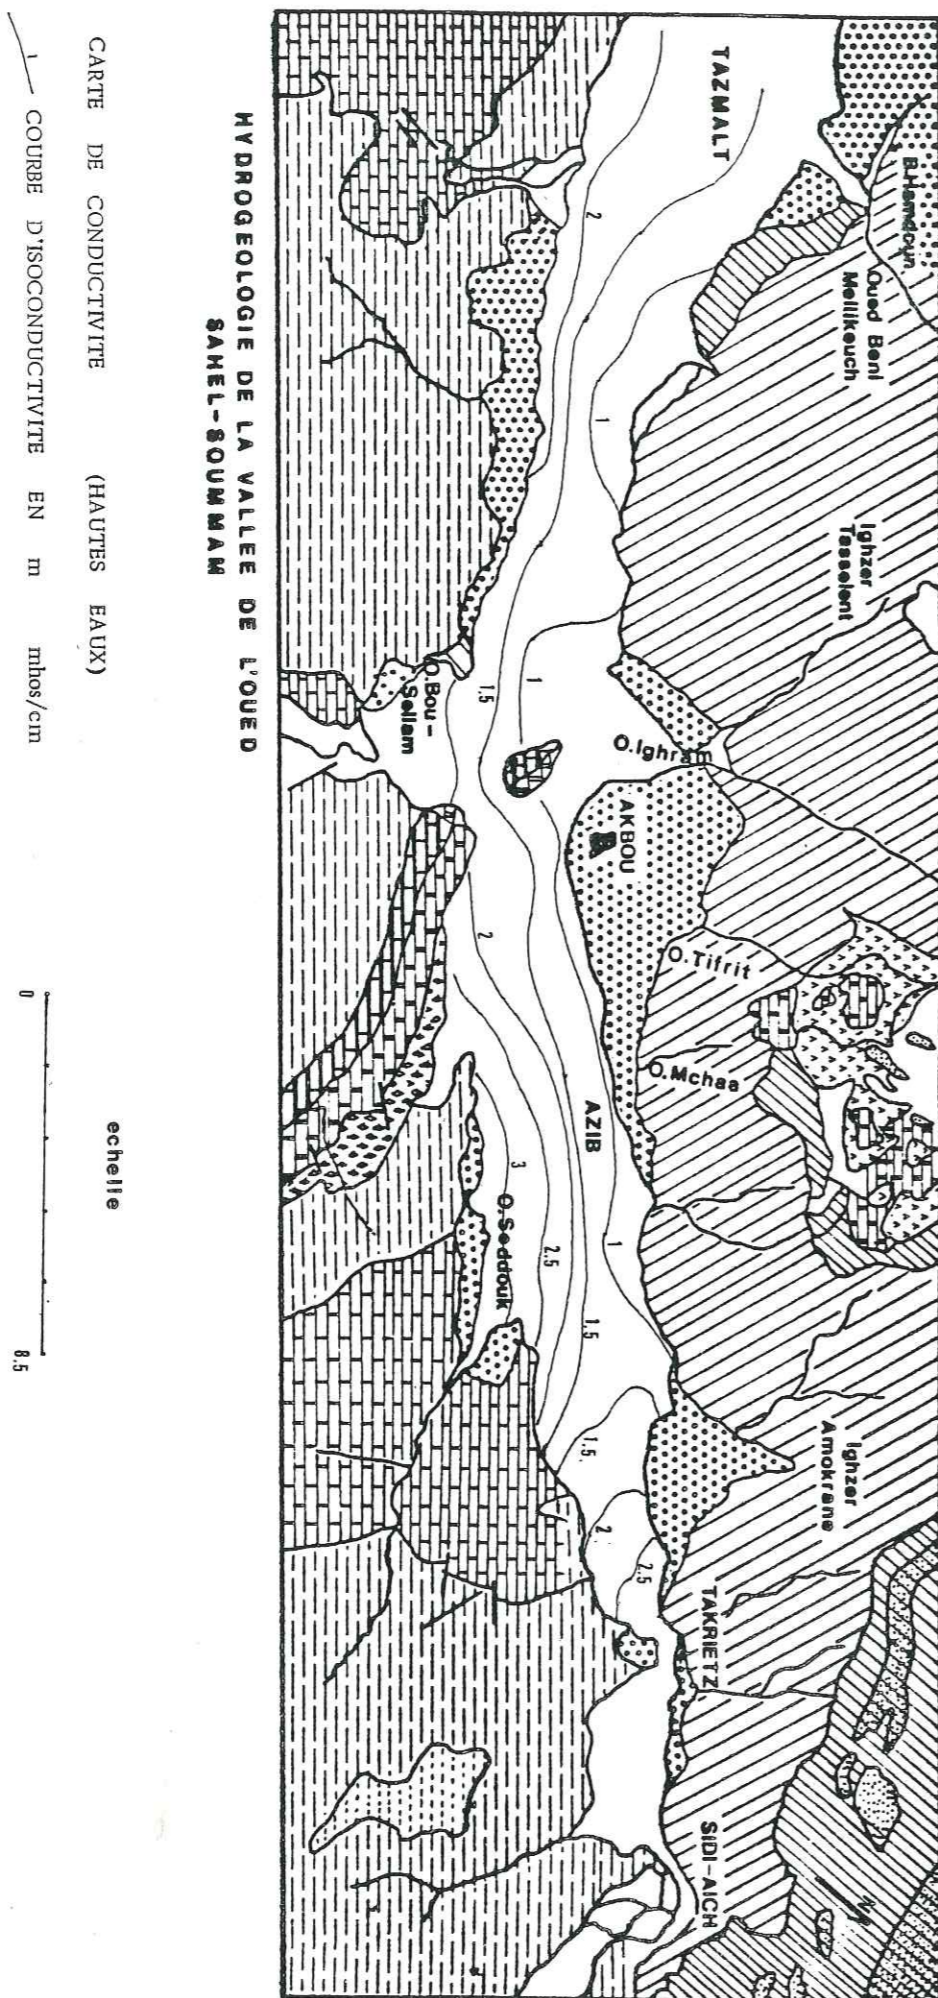 B.Hamdoun
Oued Beni
Mellikeuch
TAZMALT
2
1
Ighzer
Tasselent
O.Ighram
1
1.5
O.Bou-
Sellam
AKBOU
O.Tifrit
O.Mchaa
2
AZIB
3
O.Seddouk
1
2.5
1.5
Ighzer
Amokrane
1.5
2
2.5
TAKRIETZ
SIDI-AICH
HYDROGEOLOGIE DE LA VALLEE DE L'OUED
SAHEL-SOUMMAM
CARTE DE CONDUCTIVITE (HAUTES EAUX)
echelle
0 8.5
1 COURBE D'ISOCONDUCTIVITE EN m mhos/cm